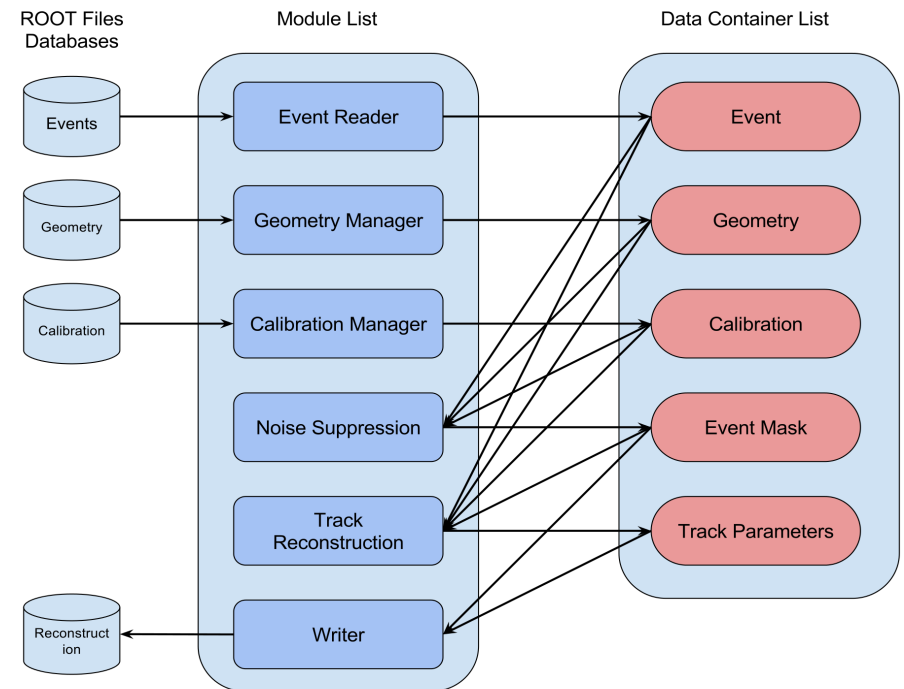 ROOT Files
Databases
Module List
Data Container List
Events
Event Reader
Event
Geometry
Geometry Manager
Geometry
Calibration
Calibration Manager
Calibration
Noise Suppression
Event Mask
Track
Reconstruction
Track Parameters
Reconstruct
ion
Writer